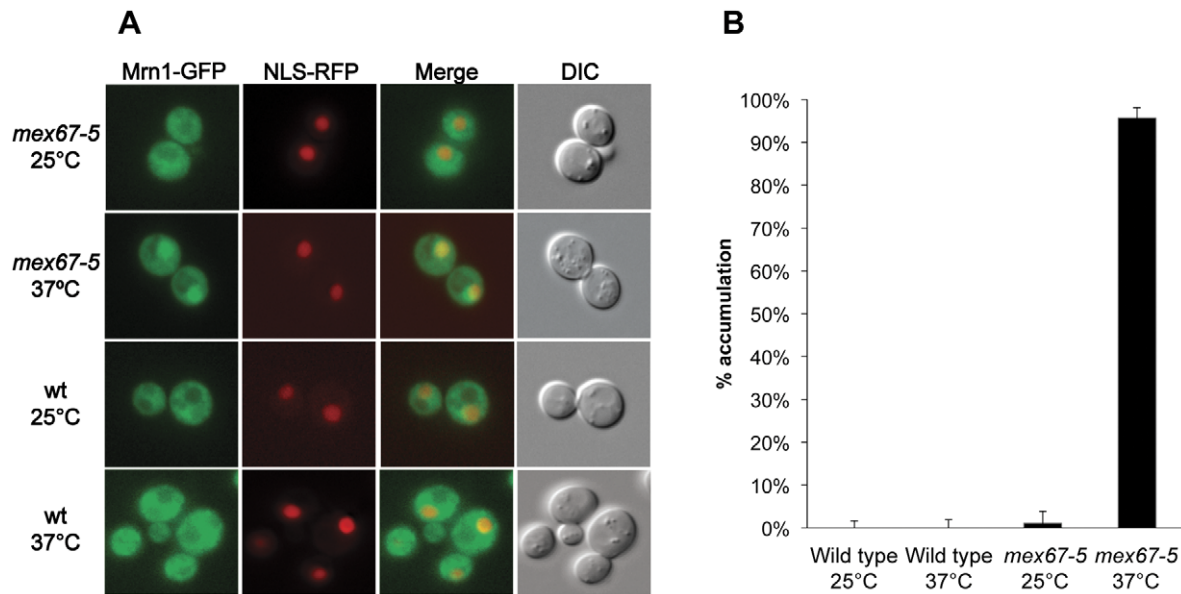 A
Mrn1-GFP NLS-RFP Merge DIC
mex67-5
25°C
mex67-5
37ºC
wt
25°C
wt
37°C
B
100%
90%
80%
70%
60%
50%
40%
30%
20%
10%
0%
% accumulation
Wild type Wild type mex67-5 mex67-5
25°C 37°C 25°C 37°C